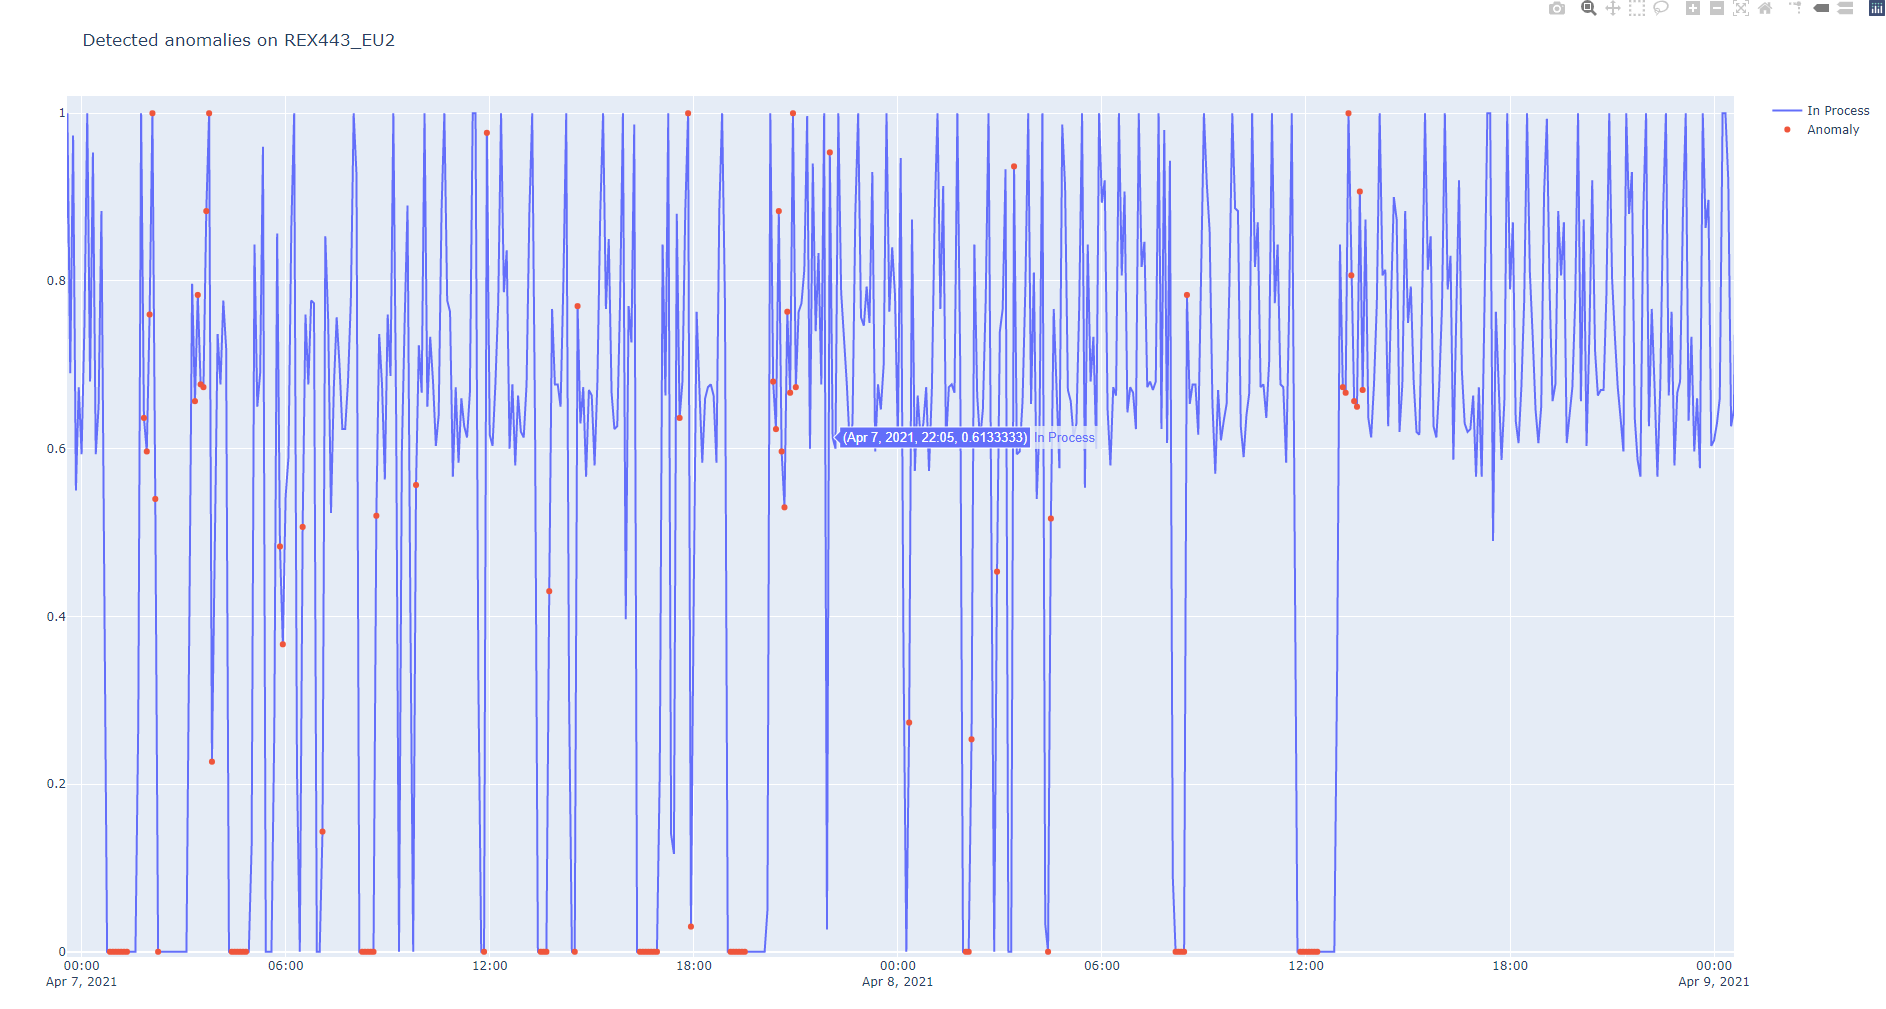 Detected anomalies on REX443_EU2
In Process
Anomaly
1
0.8
0.6
0.4
0.2
0
(Apr 7, 2021, 22:05, 0.6133333) In Process
00:00 06:00 12:00 18:00 00:00 06:00 12:00 18:00 00:00
Apr 7, 2021 Apr 8, 2021 Apr 9, 2021